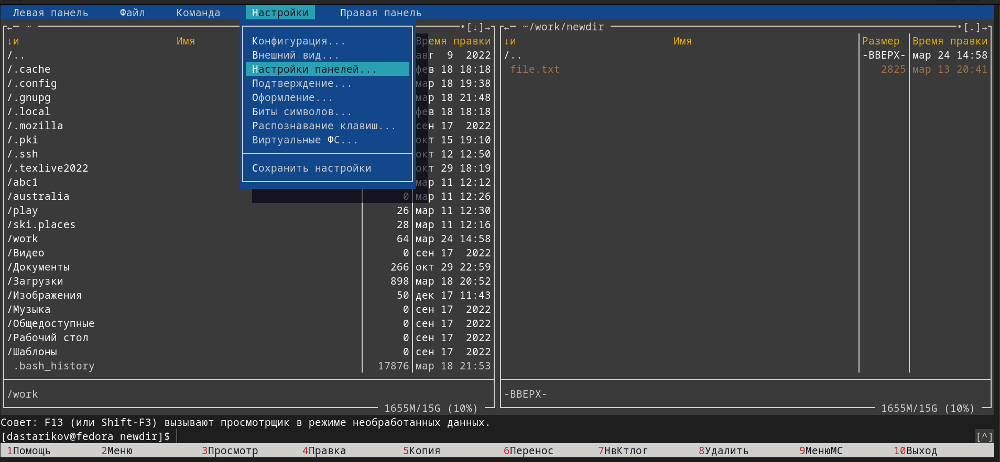 Левая панель Файл Команда Настройки Правая панель
←— ~ •[↓]→
←— ~/work/newdir •[↓]→
↓и Имя Время правки
↓и Имя Размер Время правки
Конфигурация...
Внешний вид...
Настройки панелей...
Подтверждение...
Оформление...
Биты символов...
Распознавание клавиш...
Виртуальные ФС...
Сохранить настройки
/.. авг 9 2022
/.cache фев 18 18:18
/.config мар 18 19:38
/.gnupg мар 18 21:48
/.local фев 18 18:18
/.mozilla сен 17 2022
/.pki окт 15 19:10
/.ssh окт 12 12:50
/.texlive2022 окт 29 18:19
/abc1 мар 11 12:12
/australia 0 мар 11 12:26
/play 26 мар 11 12:30
/ski.places 28 мар 11 12:16
/work 64 мар 24 14:58
/Видео 0 сен 17 2022
/Документы 266 окт 29 22:59
/Загрузки 898 мар 18 20:52
/Изображения 50 дек 17 11:43
/Музыка 0 сен 17 2022
/Общедоступные 0 сен 17 2022
/Рабочий стол 0 сен 17 2022
/Шаблоны 0 сен 17 2022
.bash_history 17876 мар 18 21:53
/work
1655M/15G (10%)
/.. -ВВЕРХ- мар 24 14:58
file.txt 2825 мар 13 20:41
-ВВЕРХ-
1655M/15G (10%)
Совет: F13 (или Shift-F3) вызывают просмотрщик в режиме необработанных данных.
[dastarikov@fedora newdir]$ [^]
1Помощь 2Меню 3Просмотр 4Правка 5Копия 6Перенос 7НвКтлог 8Удалить 9МенюMC 10Выход